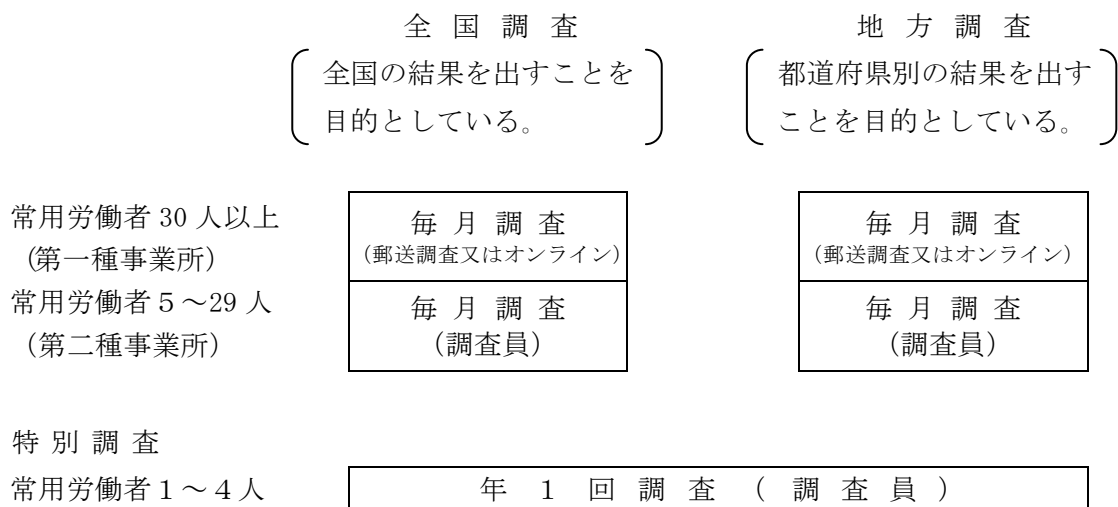 全国調査 地方調査
全国の結果を出すことを 都道府県別の結果を出す
目的としている。 ことを目的としている。
常用労働者 30 人以上 毎月調査 毎月調査
(第一種事業所) (郵送調査又はオンライン) (郵送調査又はオンライン)
常用労働者5~29 人 毎月調査 毎月調査
(第二種事業所) (調査員) (調査員)
特別調査
常用労働者1~4人 年1回調査(調査員)